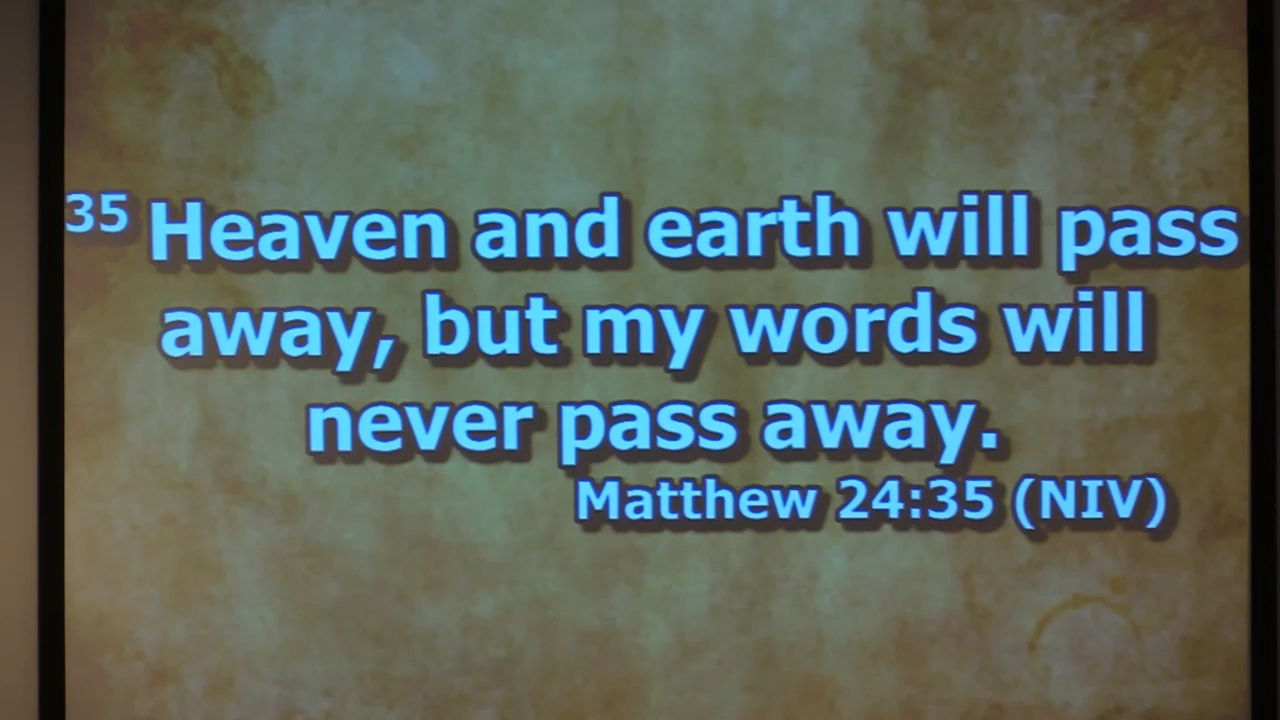 35 Heaven and earth will pass
away, but my words will
never pass away.
Matthew 24:35 (NIV)